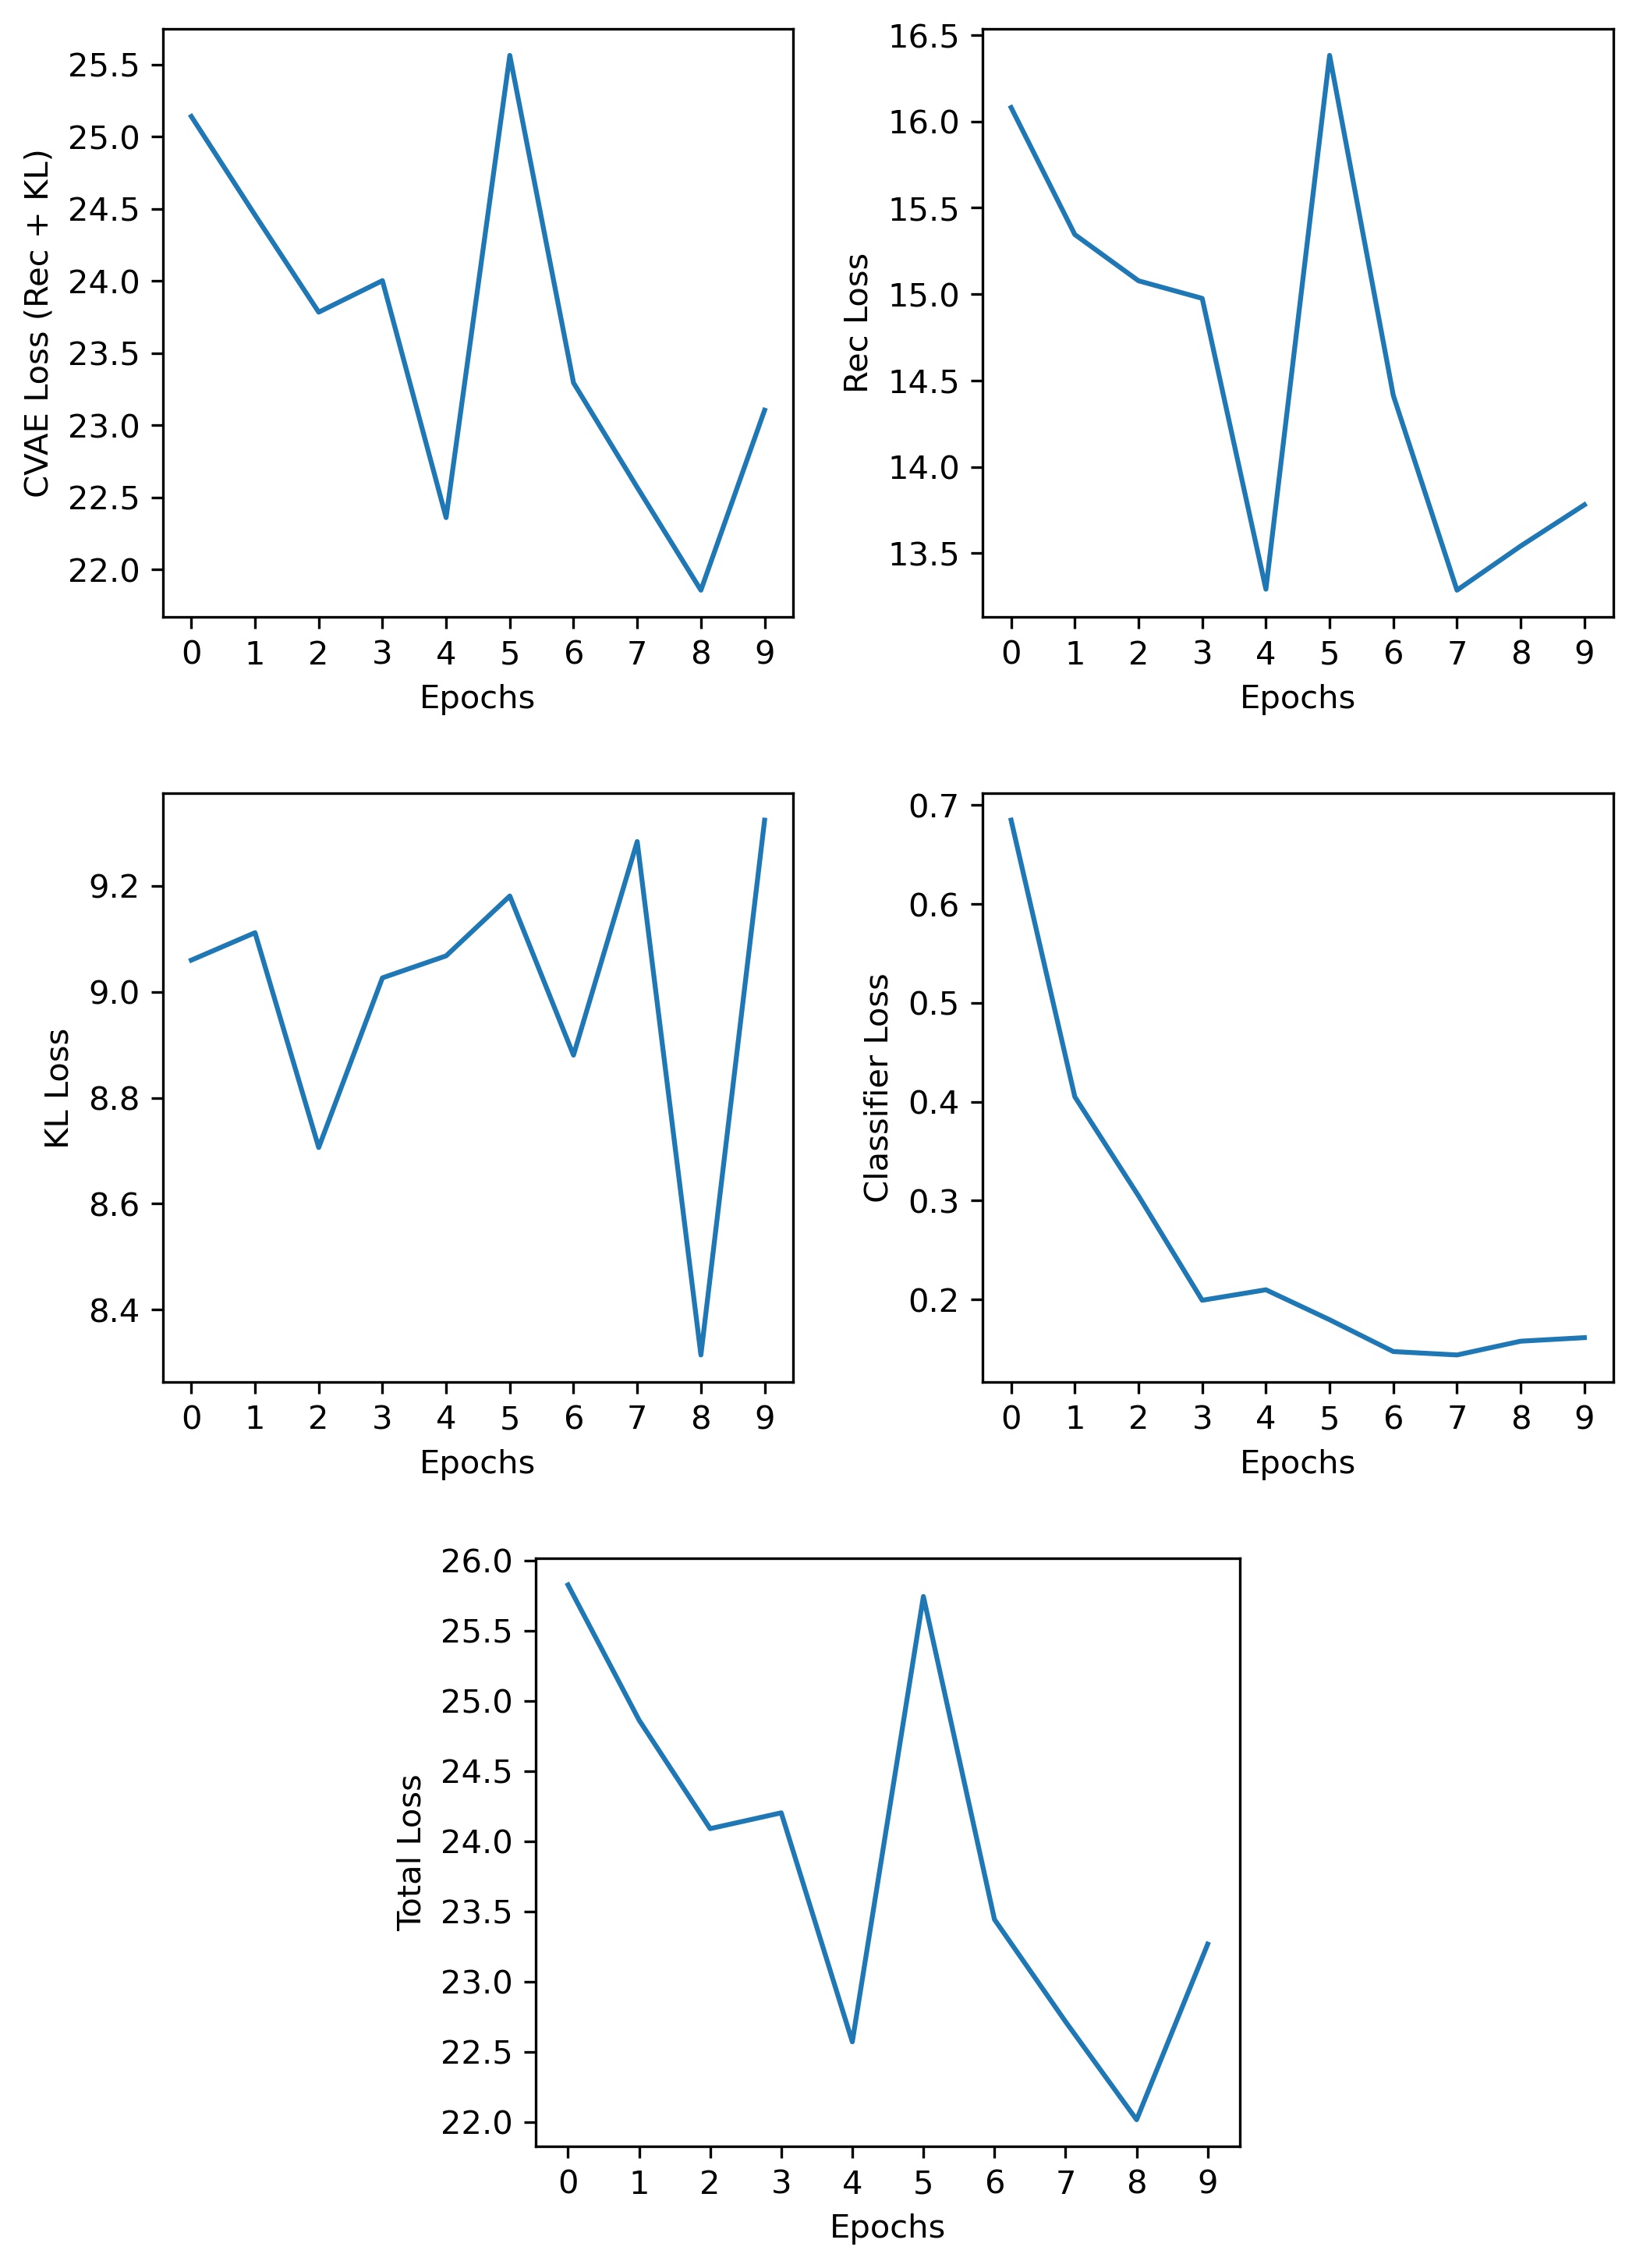 CVAE Loss (Rec + KL)
25.5
25.0
24.5
24.0
23.5
23.0
22.5
22.0
0 1 2 3 4 5 6 7 8 9
Epochs
Rec Loss
16.5
16.0
15.5
15.0
14.5
14.0
13.5
0 1 2 3 4 5 6 7 8 9
Epochs
KL Loss
9.2
9.0
8.8
8.6
8.4
0 1 2 3 4 5 6 7 8 9
Epochs
Classifier Loss
0.7
0.6
0.5
0.4
0.3
0.2
0 1 2 3 4 5 6 7 8 9
Epochs
Total Loss
26.0
25.5
25.0
24.5
24.0
23.5
23.0
22.5
22.0
0 1 2 3 4 5 6 7 8 9
Epochs